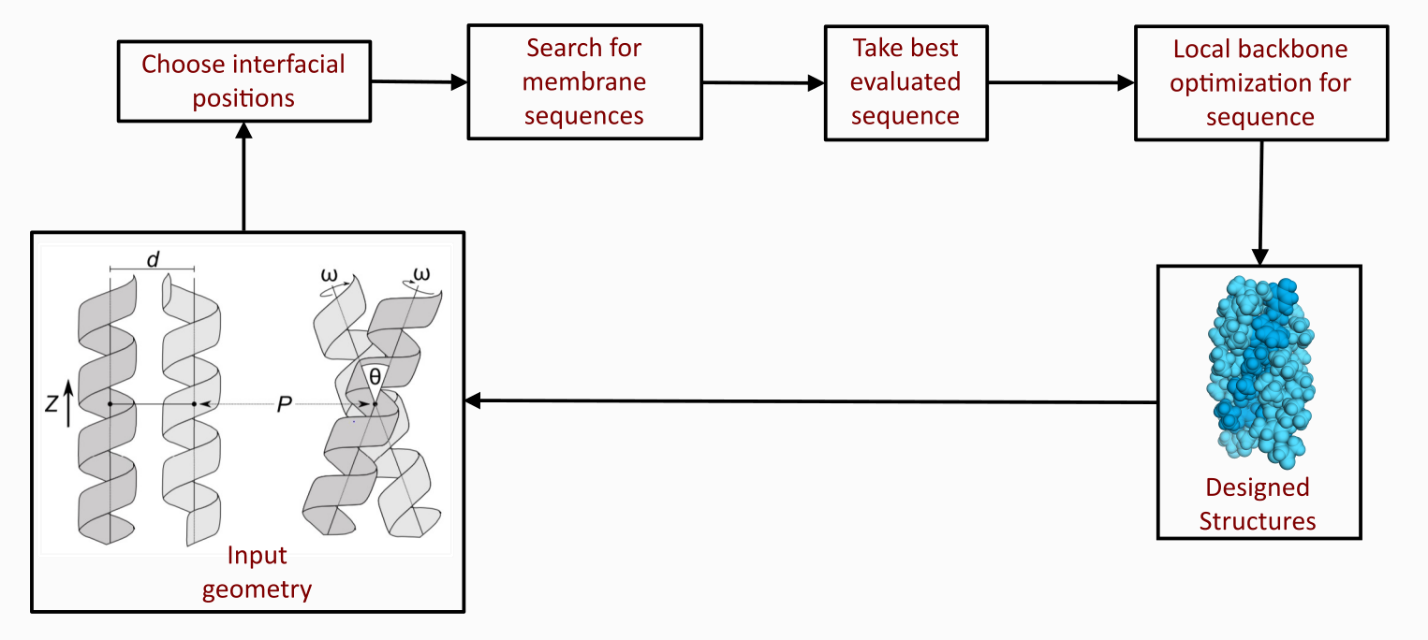 Choose interfacial
positions
Search for
membrane
sequences
Take best
evaluated
sequence
Local backbone
optimization for
sequence
d
ω ω
θ
Z
P
Input
geometry
Designed
Structures